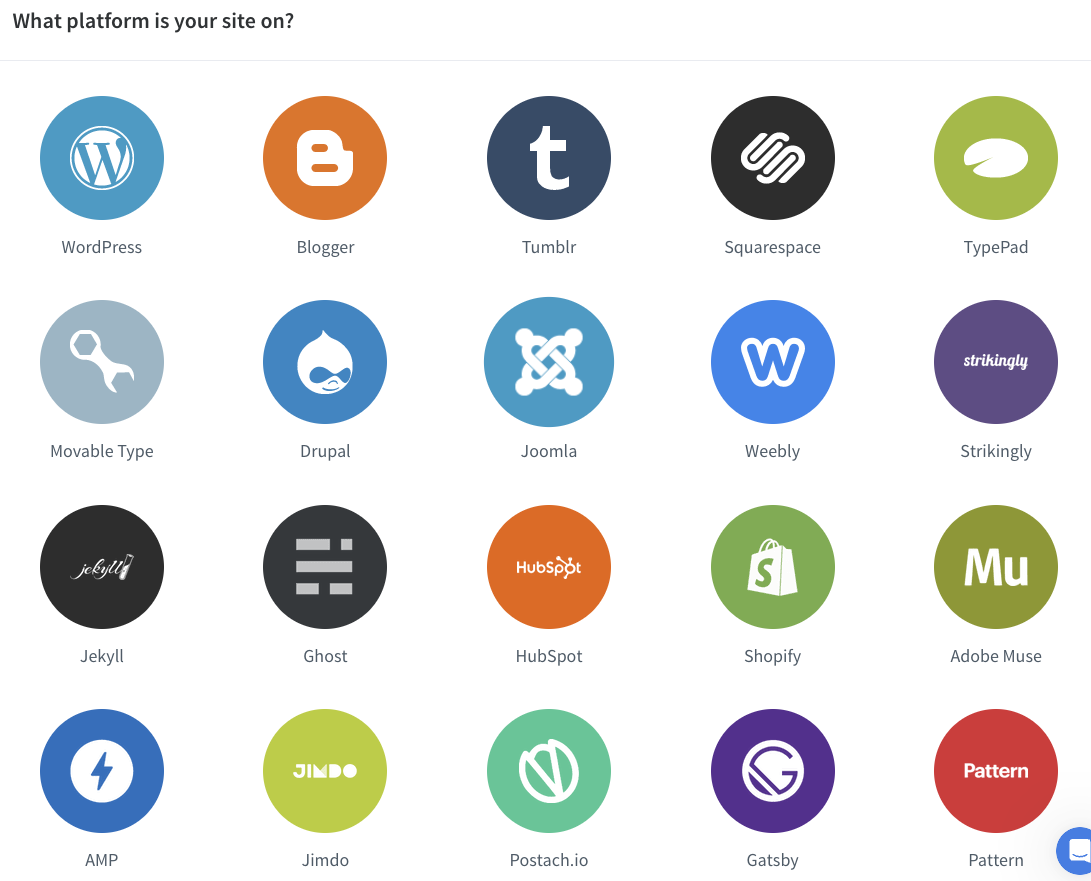 What platform is your site on?
WordPress
Blogger
Tumblr
Squarespace
TypePad
strikingly
Movable Type
Drupal
Joomla
Weebly
Strikingly
jekyll
HubSpot
Mu
Jekyll
Ghost
HubSpot
Shopify
Adobe Muse
JIMDO
Pattern
AMP
Jimdo
Postach.io
Gatsby
Pattern